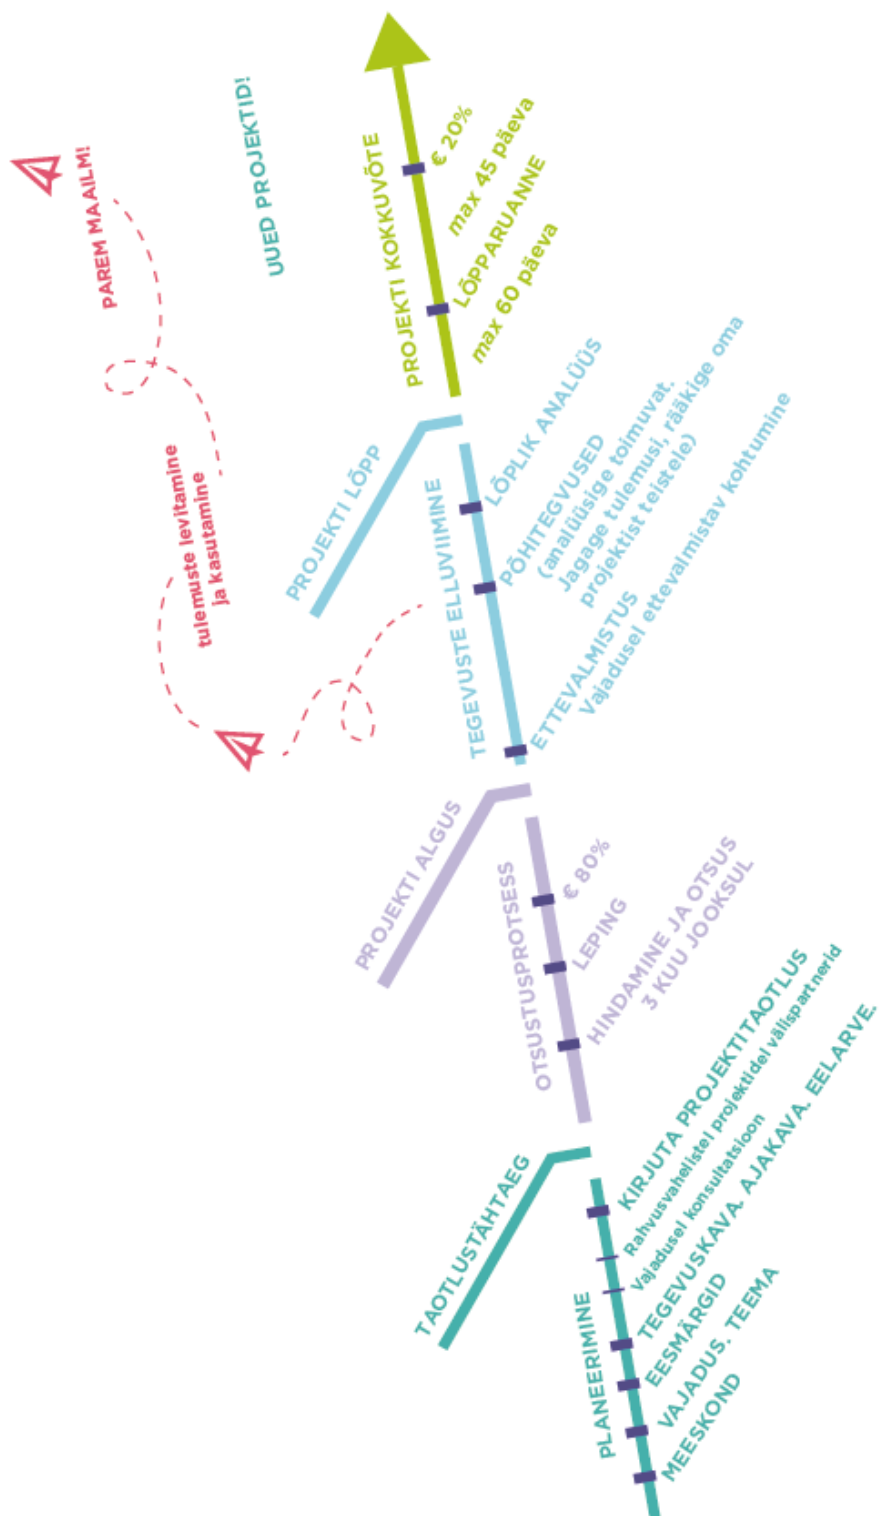 PLANEERIMINE
MEESKOND
VAJADUS. TEEMA
EESMÄRGID
TEGEVUSKAVA. AJAKAVA. EELARVE.
Vajadusel konsultatsioon
Rahvusvahelistel projektidel välispartnerid
KIRJUTA PROJEKTITAOTLUS
TAOTLUSTÄHTAEG
OTSUSTUSPROTSESS
HINDAMINE JA OTSUS
3 KUU JOOKSUL
LEPING
€ 80%
PROJEKTI ALGUS
TEGEVUSTE ELLUVIIMINE
ETTEVALMISTUS
Vajadusel ettevalmistav kohtumine
PÕHITEGVUSED
(analüüsige toimuvat.
Jagage tulemusi, rääkige oma
projektist teistele)
LÕPLIK ANALÜÜS
PROJEKTI LÕPP
PROJEKTI KOKKUVÕTE
max 60 päeva
LÕPPARUANNE
max 45 päeva
€ 20%
tulemuste levitamine
ja kasutamine
UUED PROJEKTID!
PAREM MAAILM!